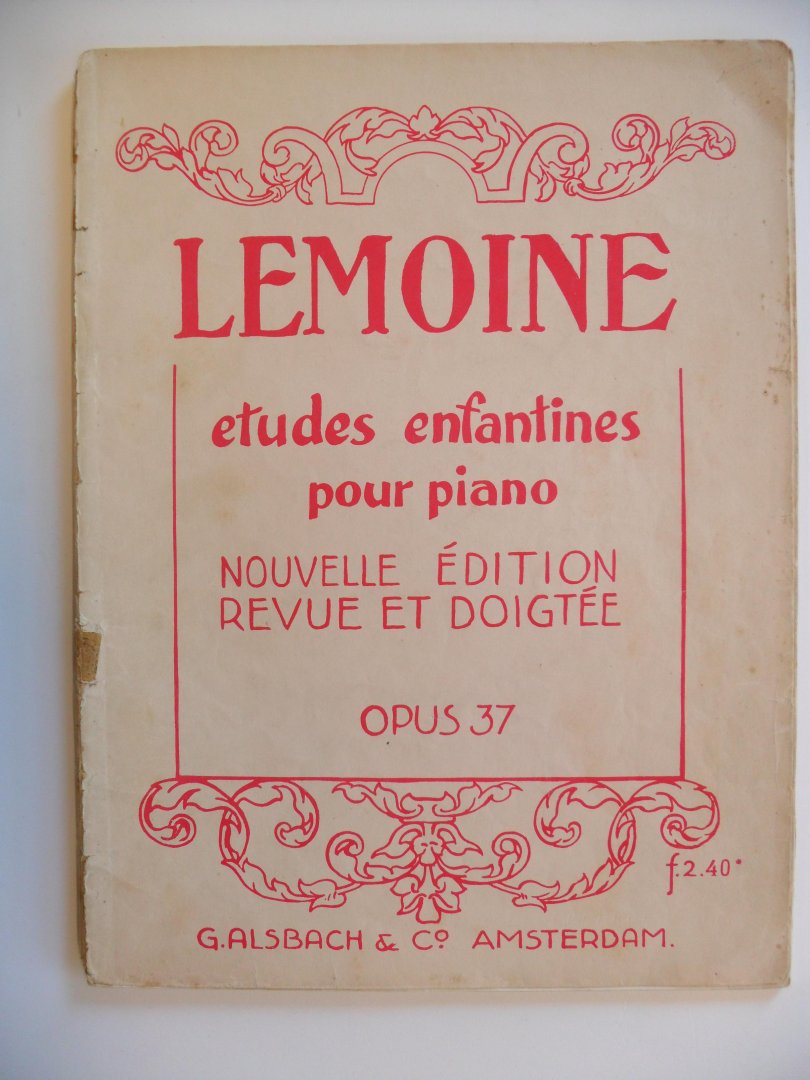 LEMOINE
etudes enfantines
pour piano
NOUVELLE ÉDITION
REVUE ET DOIGTÉE
OPUS 37
f.2.40*
G.ALSBACH & Cº AMSTERDAM.